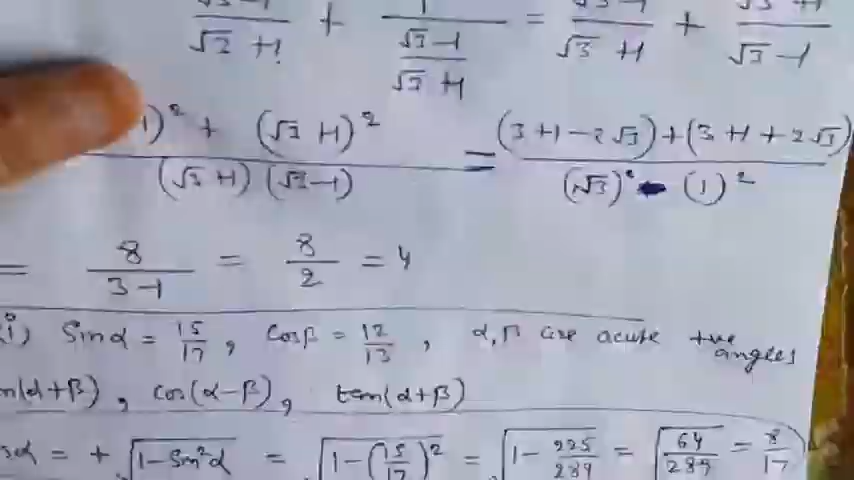 √3-1/√3+1 + 1/(√3-1/√3+1) = √3-1/√3+1 + √3+1/√3-1
1)² + (√3+1)² / (√3+1)(√3-1) = (3+1-2√3)+(3+1+2√3) / (√3)² - (1)²
= 8/3-1 = 8/2 = 4
i) Sinα = 15/17, Cosβ = 12/13, α,β are acute +ve angles
n(α+β), cos(α-β), tan(α+β)
sα = + √1-Sin²α = √1-(15/17)² = √1-225/289 = √64/289 = 8/17